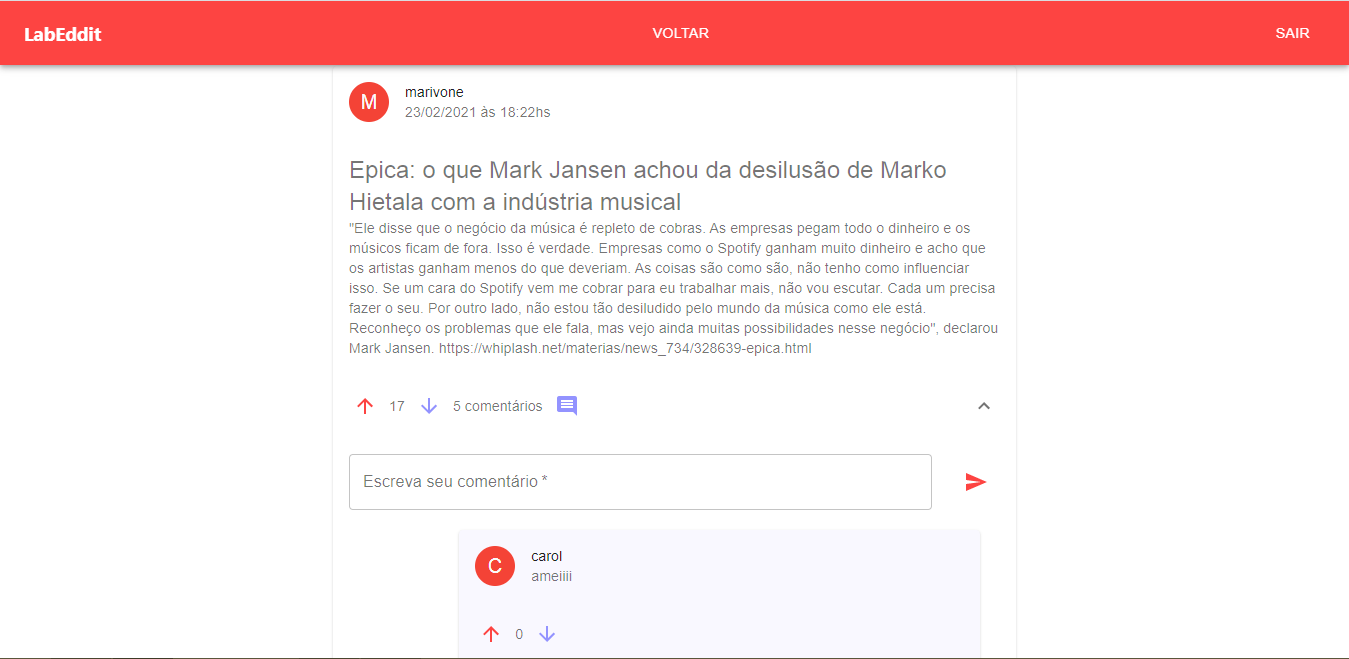 LabEddit
VOLTAR
SAIR
M
marivone
23/02/2021 às 18:22hs
Epica: o que Mark Jansen achou da desilusão de Marko
Hietala com a indústria musical
"Ele disse que o negócio da música é repleto de cobras. As empresas pegam todo o dinheiro e os
músicos ficam de fora. Isso é verdade. Empresas como o Spotify ganham muito dinheiro e acho que
os artistas ganham menos do que deveriam. As coisas são como são, não tenho como influenciar
isso. Se um cara do Spotify vem me cobrar para eu trabalhar mais, não vou escutar. Cada um precisa
fazer o seu. Por outro lado, não estou tão desiludido pelo mundo da música como ele está.
Reconheço os problemas que ele fala, mas vejo ainda muitas possibilidades nesse negócio", declarou
Mark Jansen. https://whiplash.net/materias/news_734/328639-epica.html
17
5 comentários
Escreva seu comentário *
C
carol
ameiiii
0